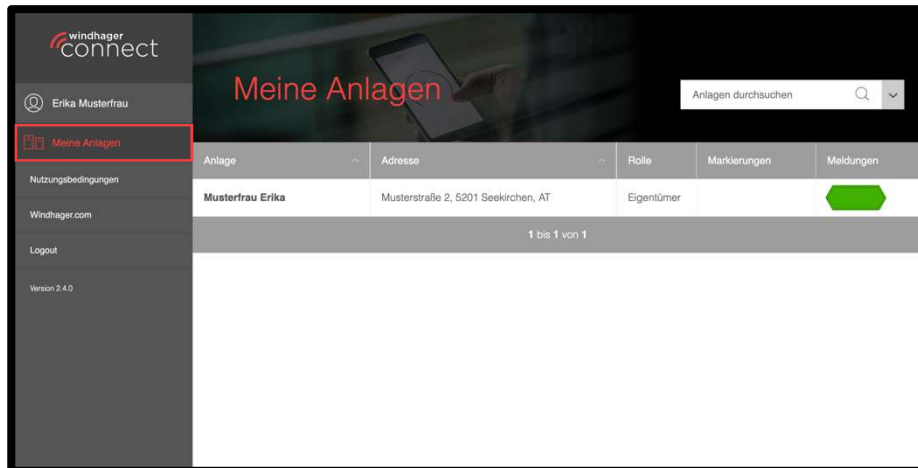 windhager
connect
Erika Musterfrau
Meine Anlagen
Nutzungsbedingungen
Windhager.com
Logout
Version 2.4.0
Meine Anlagen
Anlagen durchsuchen
Anlage Adresse Rolle Markierungen Meldungen
Musterfrau Erika Musterstraße 2, 5201 Seekirchen, AT Eigentümer
1 bis 1 von 1